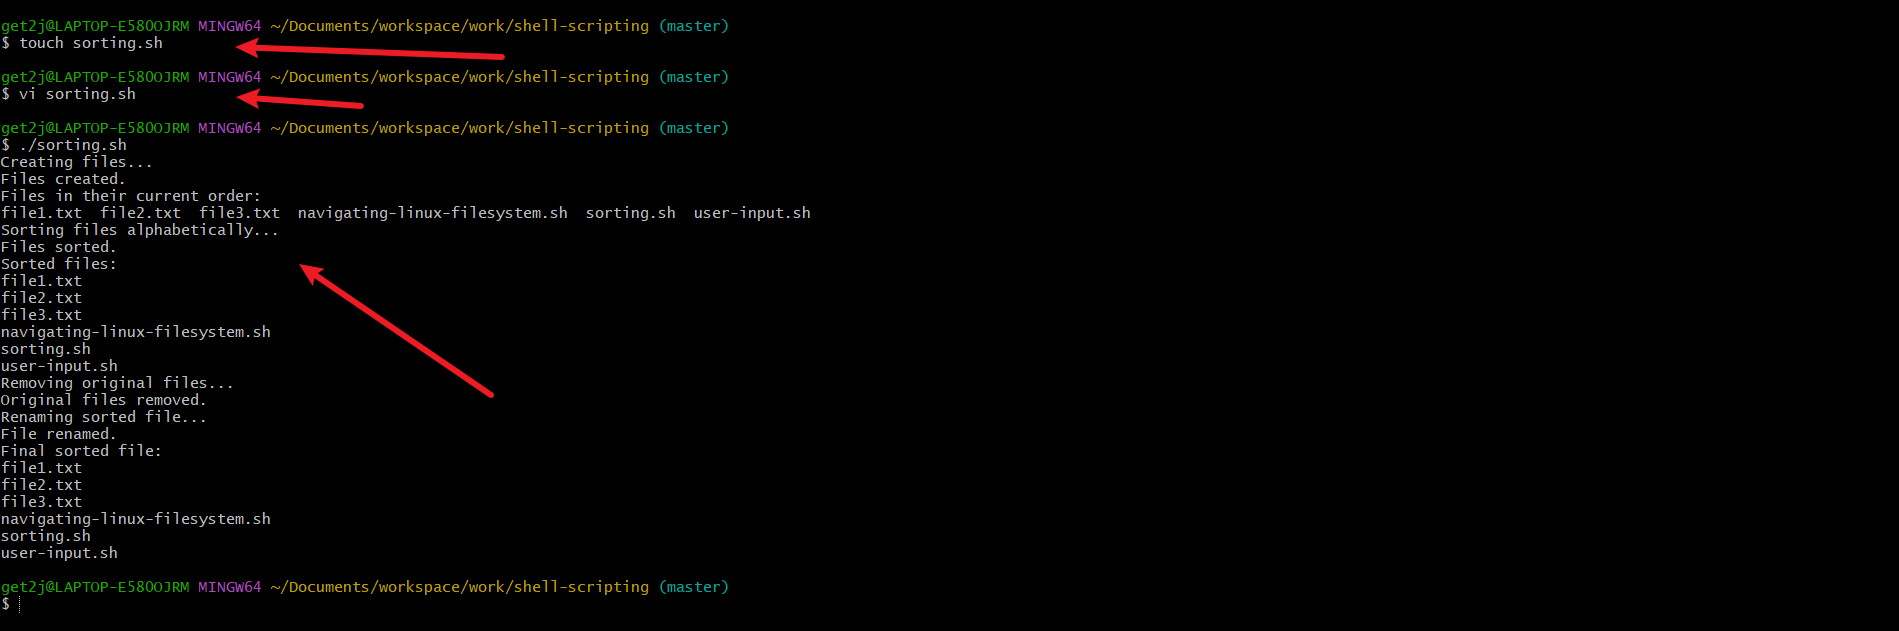 get2j@LAPTOP-E58OOJRM MINGW64 ~/Documents/workspace/work/shell-scripting (master)
$ touch sorting.sh
get2j@LAPTOP-E58OOJRM MINGW64 ~/Documents/workspace/work/shell-scripting (master)
$ vi sorting.sh
get2j@LAPTOP-E58OOJRM MINGW64 ~/Documents/workspace/work/shell-scripting (master)
$ ./sorting.sh
Creating files...
Files created.
Files in their current order:
file1.txt  file2.txt  file3.txt  navigating-linux-filesystem.sh  sorting.sh  user-input.sh
Sorting files alphabetically...
Files sorted.
Sorted files:
file1.txt
file2.txt
file3.txt
navigating-linux-filesystem.sh
sorting.sh
user-input.sh
Removing original files...
Original files removed.
Renaming sorted file...
File renamed.
Final sorted file:
file1.txt
file2.txt
file3.txt
navigating-linux-filesystem.sh
sorting.sh
user-input.sh
get2j@LAPTOP-E58OOJRM MINGW64 ~/Documents/workspace/work/shell-scripting (master)
$